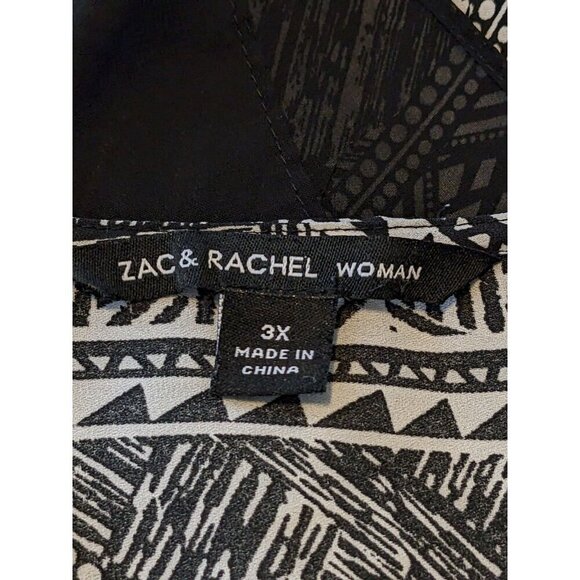 ZAC & RACHEL WOMAN
3X
MADE IN
CHINA